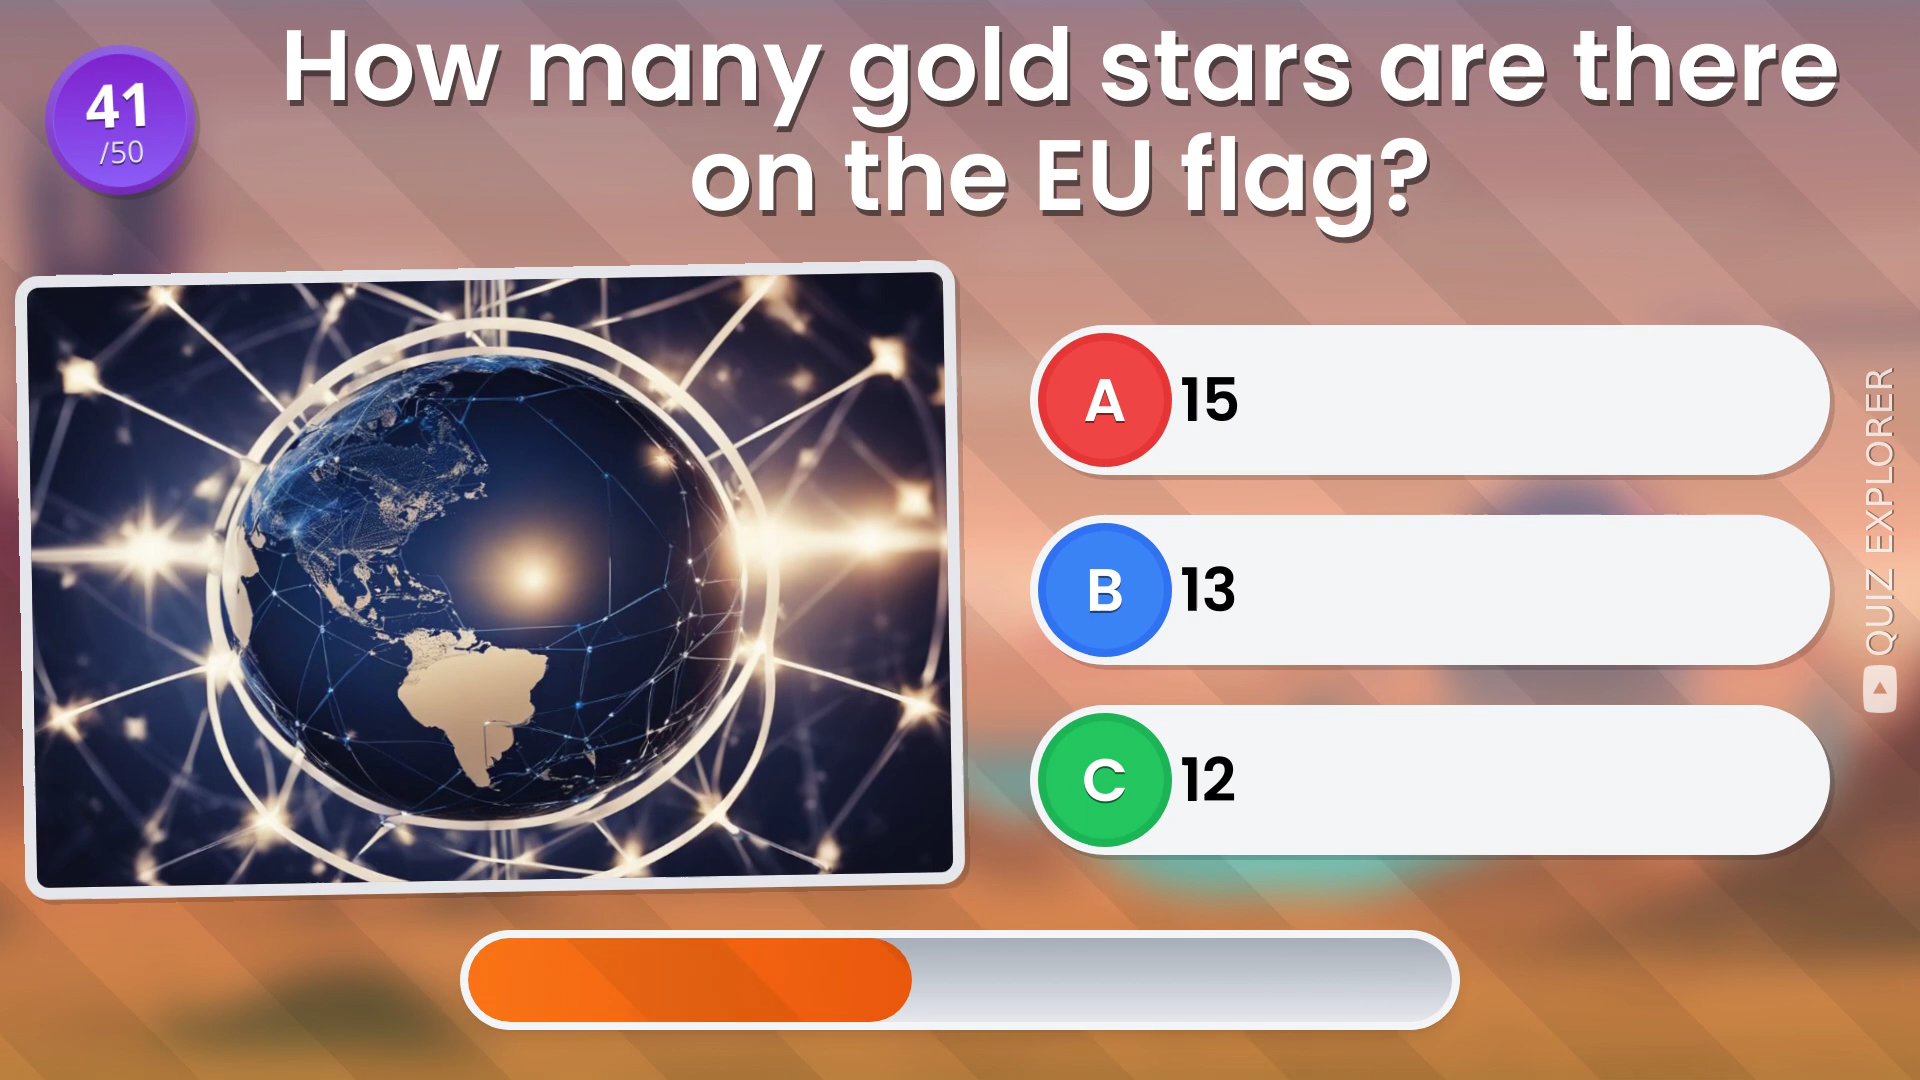 41
/50
How many gold stars are there
on the EU flag?
A 15
B 13
C 12
QUIZ EXPLORER